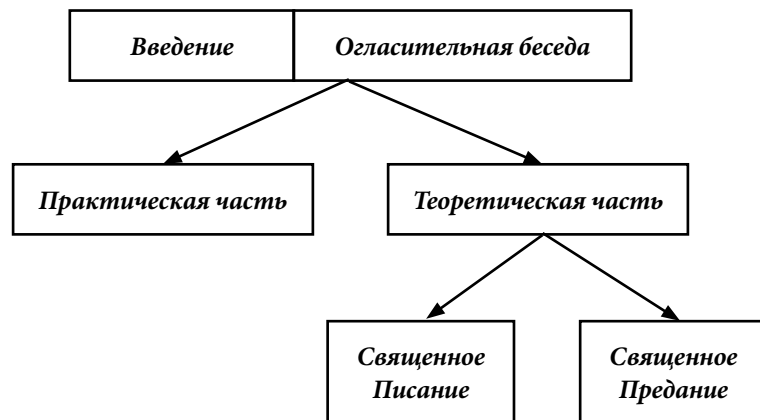 Введение
Огласительная беседа
Практическая часть
Теоретическая часть
Священное
Писание
Священное
Предание